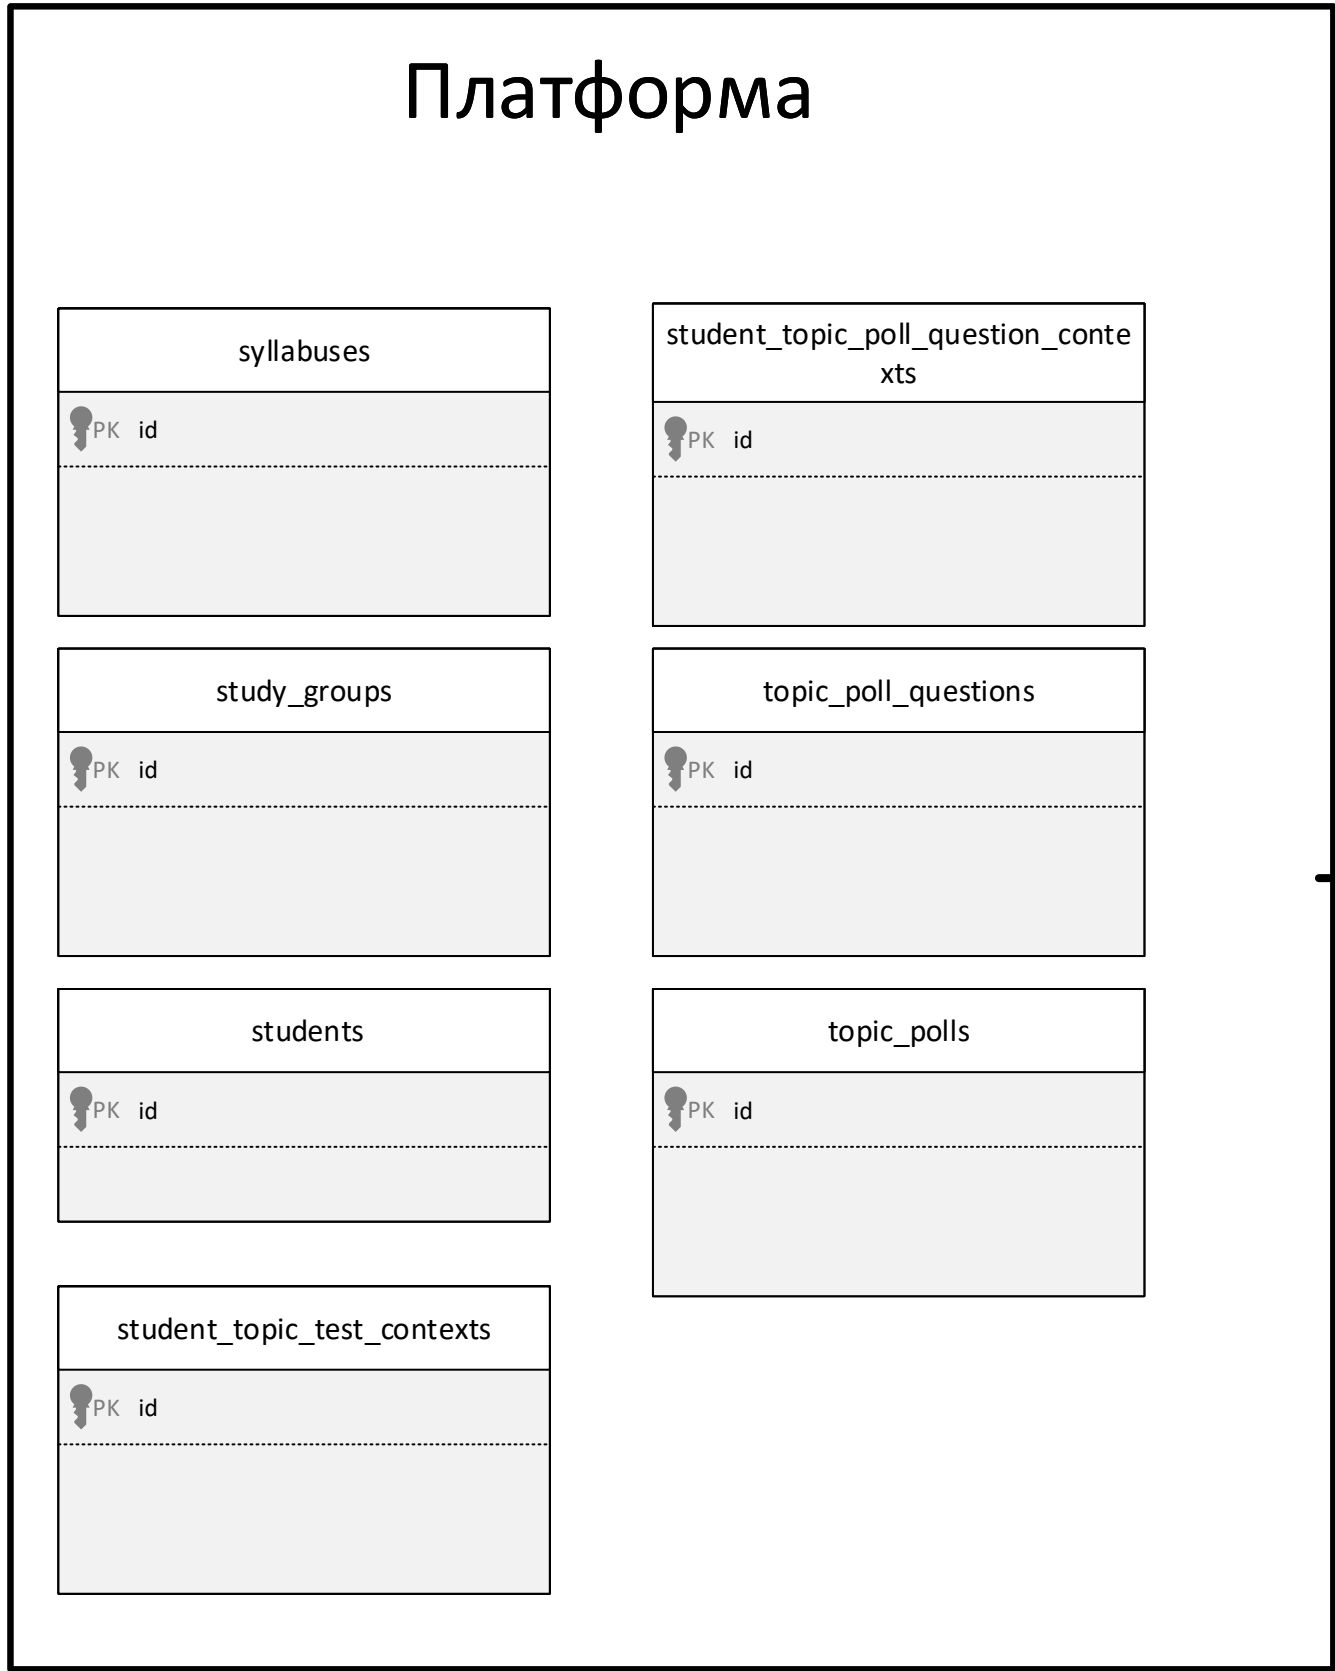 Платформа
syllabuses
PK id
study_groups
PK id
students
PK id
student_topic_test_contexts
PK id
student_topic_poll_question_conte
xts
PK id
topic_poll_questions
PK id
topic_polls
PK id